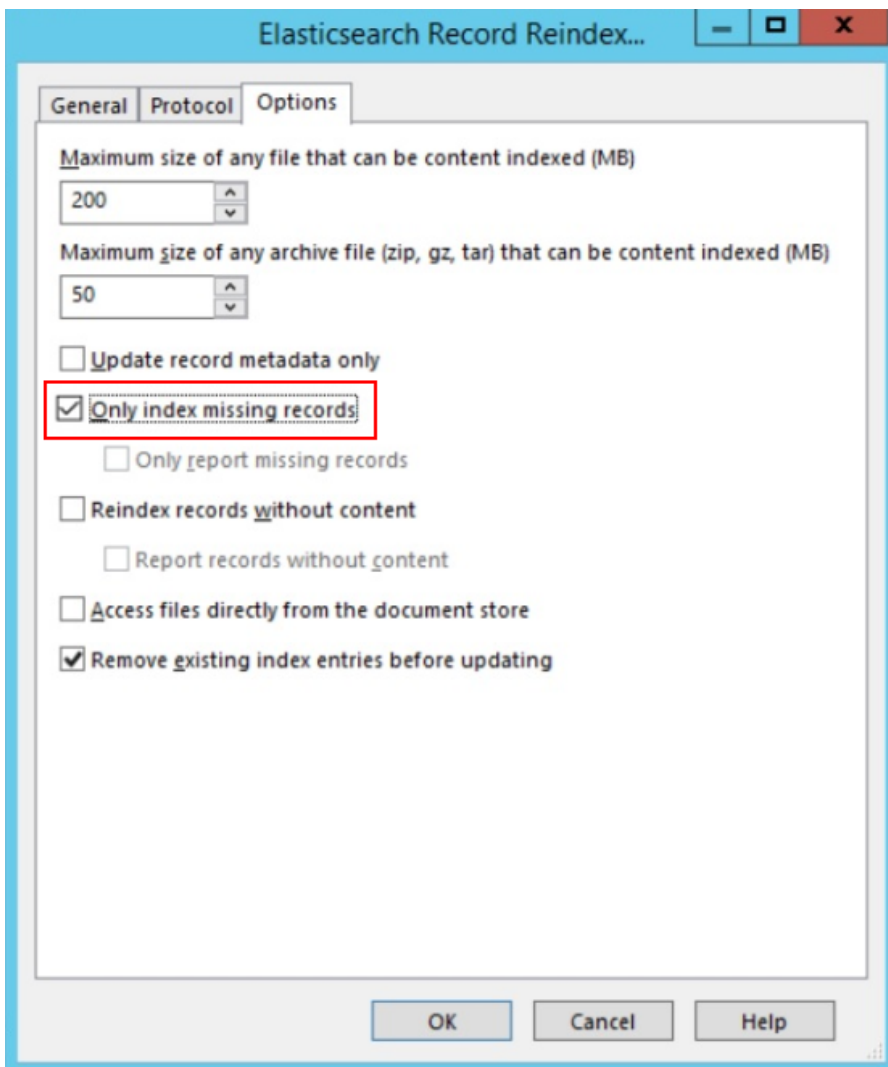 Elasticsearch Record Reindex...
General Protocol Options
Maximum size of any file that can be content indexed (MB)
200
Maximum size of any archive file (zip, gz, tar) that can be content indexed (MB)
50
Update record metadata only
Only index missing records
Only report missing records
Reindex records without content
Report records without content
Access files directly from the document store
Remove existing index entries before updating
OK Cancel Help